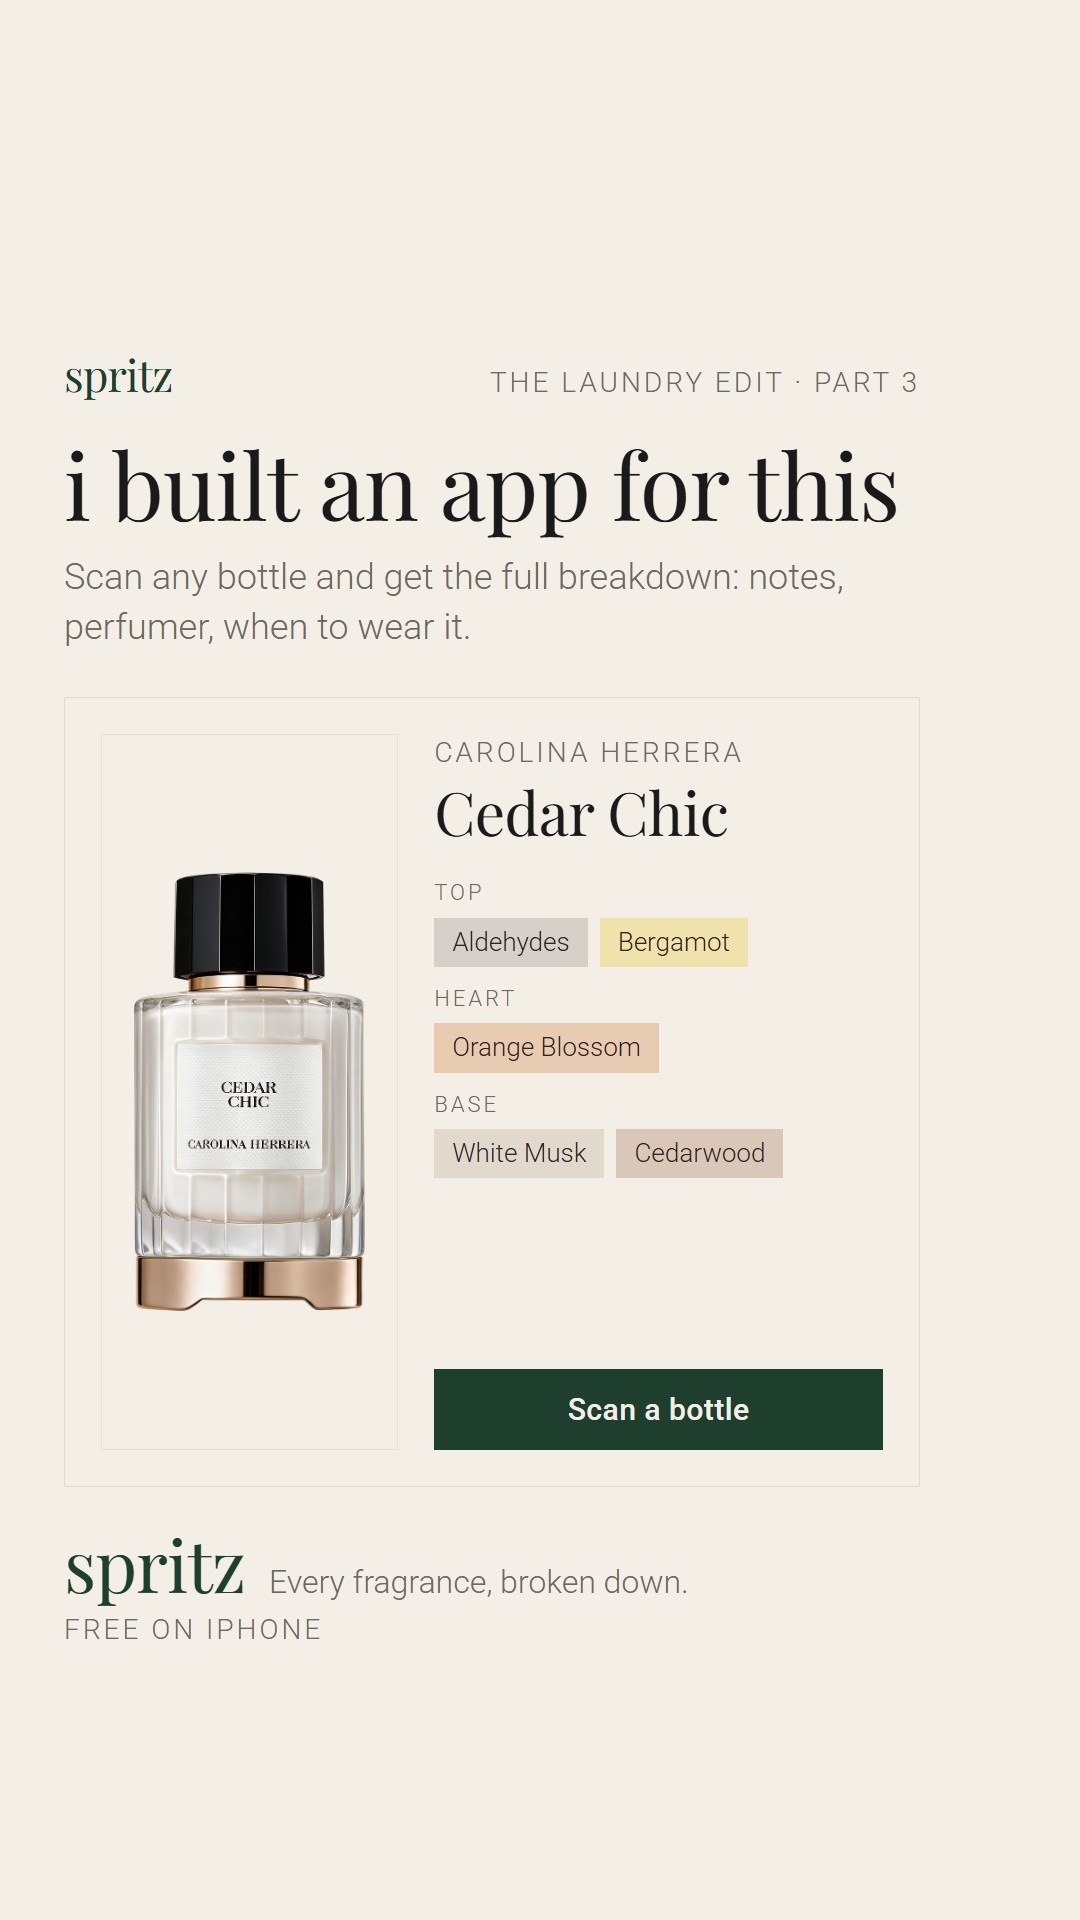 spritz
THE LAUNDRY EDIT · PART 3
i built an app for this
Scan any bottle and get the full breakdown: notes,
perfumer, when to wear it.
CEDAR
CHIC
CAROLINA HERRERA
CAROLINA HERRERA
Cedar Chic
TOP
Aldehydes Bergamot
HEART
Orange Blossom
BASE
White Musk Cedarwood
Scan a bottle
spritz Every fragrance, broken down.
FREE ON IPHONE